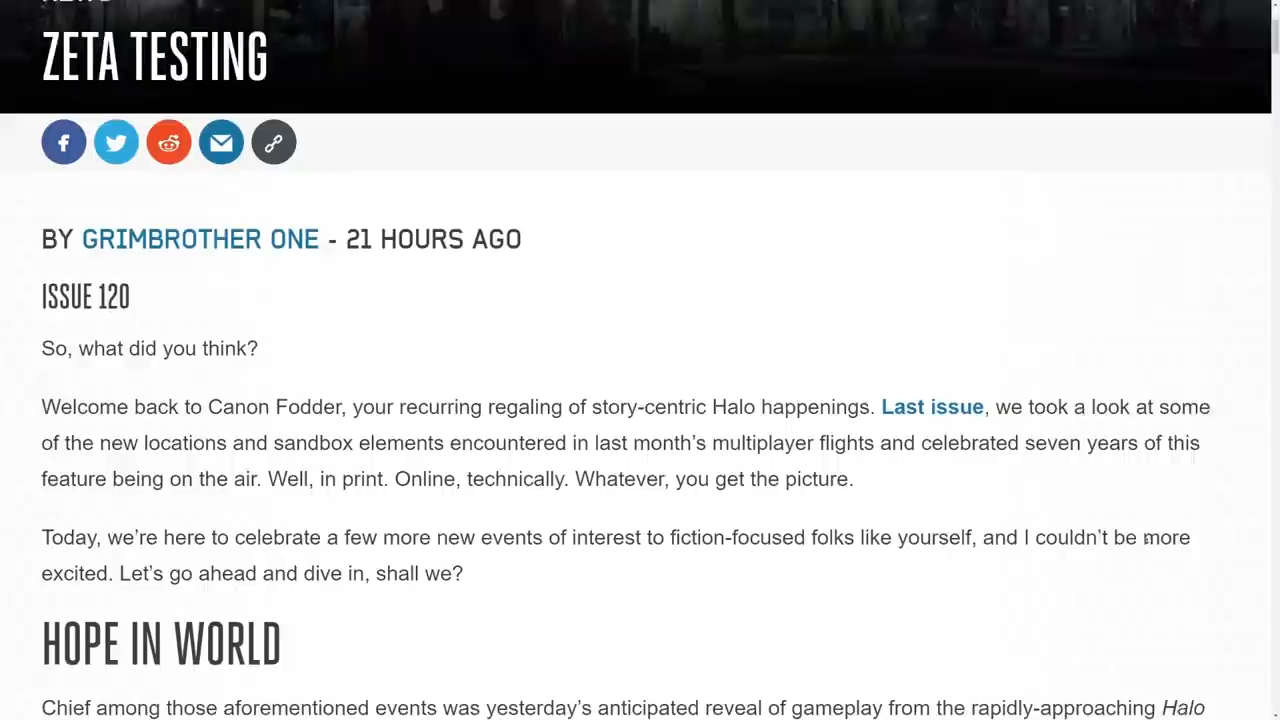 ZETA TESTING
BY GRIMBROTHER ONE - 21 HOURS AGO
ISSUE 120
So, what did you think?
Welcome back to Canon Fodder, your recurring regaling of story-centric Halo happenings. Last issue, we took a look at some
of the new locations and sandbox elements encountered in last month’s multiplayer flights and celebrated seven years of this
feature being on the air. Well, in print. Online, technically. Whatever, you get the picture.
Today, we’re here to celebrate a few more new events of interest to fiction-focused folks like yourself, and I couldn’t be more
excited. Let’s go ahead and dive in, shall we?
HOPE IN WORLD
Chief among those aforementioned events was yesterday’s anticipated reveal of gameplay from the rapidly-approaching Halo